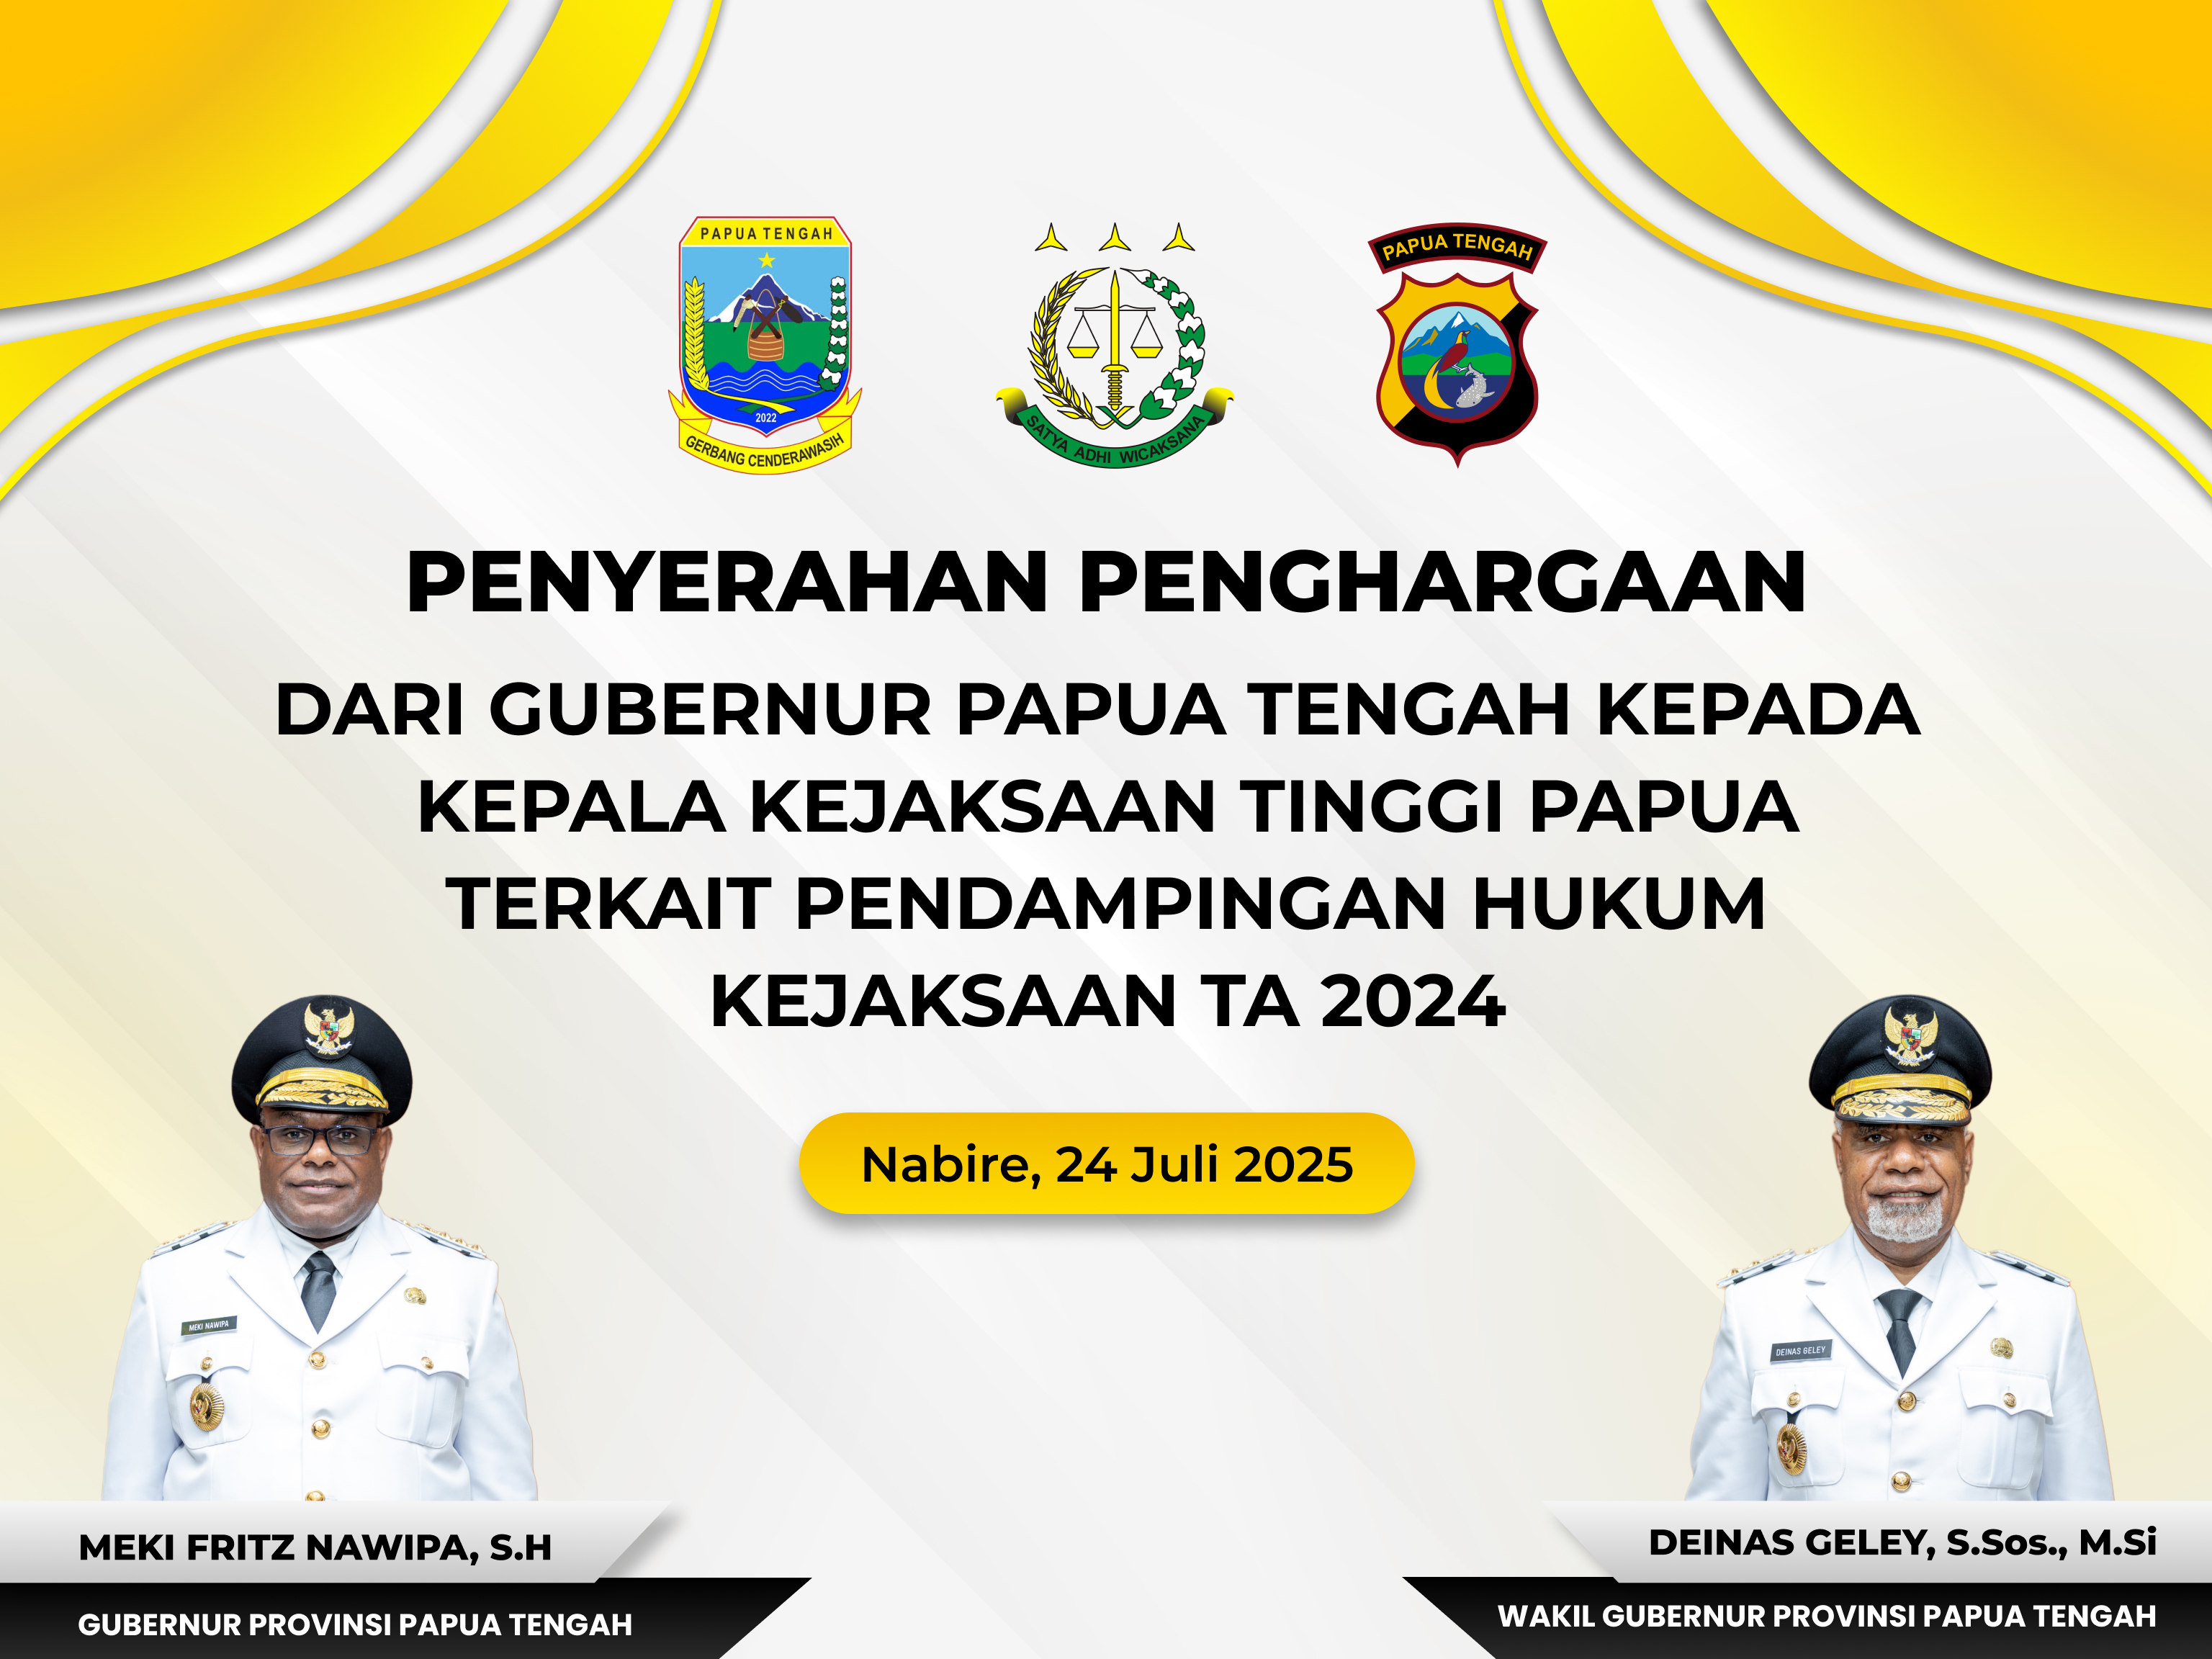 PAPUA TENGAH
2022
GERBANG CENDERAWASIH
SATYA ADHI WICAKSANA
PAPUA TENGAH
PENYERAHAN PENGHARGAAN
DARI GUBERNUR PAPUA TENGAH KEPADA
KEPALA KEJAKSAAN TINGGI PAPUA
TERKAIT PENDAMPINGAN HUKUM
KEJAKSAAN TA 2024
Nabire, 24 Juli 2025
MEKI NAWIPA
DEINAS GELEY
MEKI FRITZ NAWIPA, S.H
GUBERNUR PROVINSI PAPUA TENGAH
DEINAS GELEY, S.Sos., M.Si
WAKIL GUBERNUR PROVINSI PAPUA TENGAH